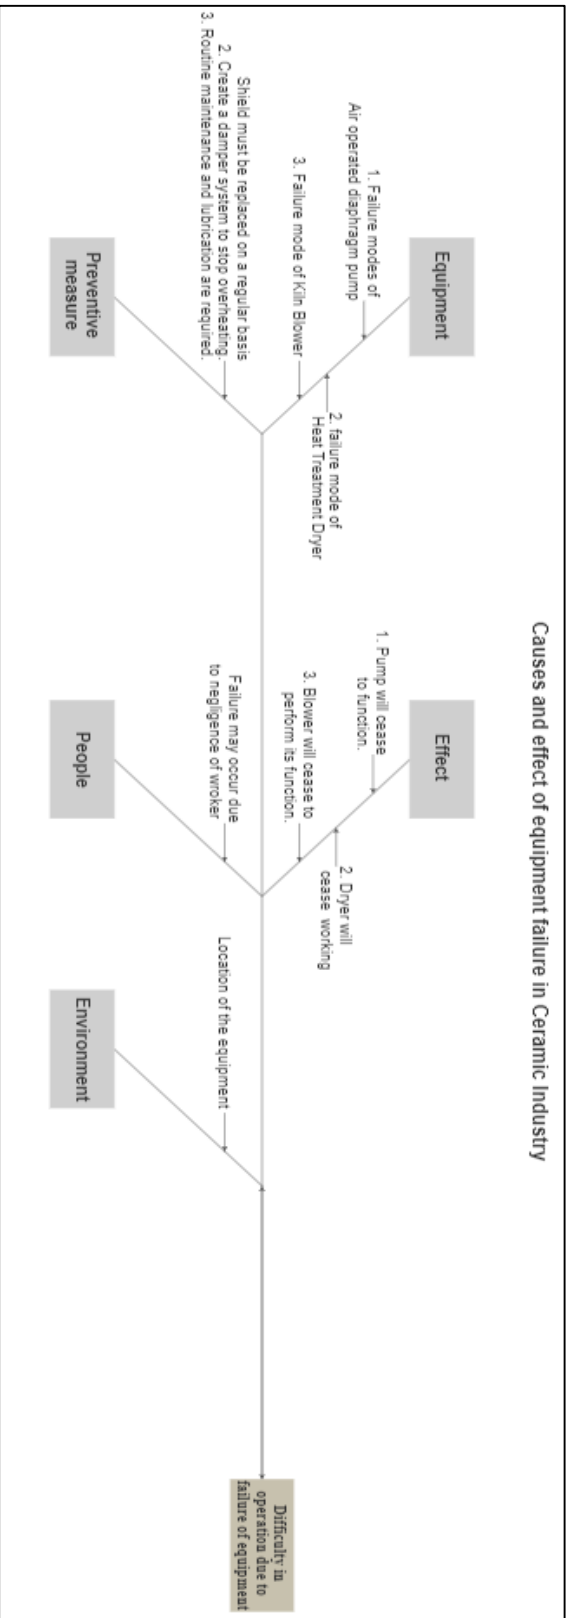 Causes and effect of equipment failure in Ceramic Industry
Equipment
1. Failure modes of
Air operated diaphragm pump
2. failure mode of
Heat Treatment Dryer
3. Failure mode of Kiln Blower
Effect
1. Pump will cease
to function.
2. Dryer will
cease working
3. Blower will cease to
perform its function.
Shield must be replaced on a regular basis
2. Create a damper system to stop overheating.
3. Routine maintenance and lubrication are required.
Preventive
measure
Failure may occur due
to negligence of wroker
People
Location of the equipment
Environment
Difficulty in
operation due to
failure of equipment